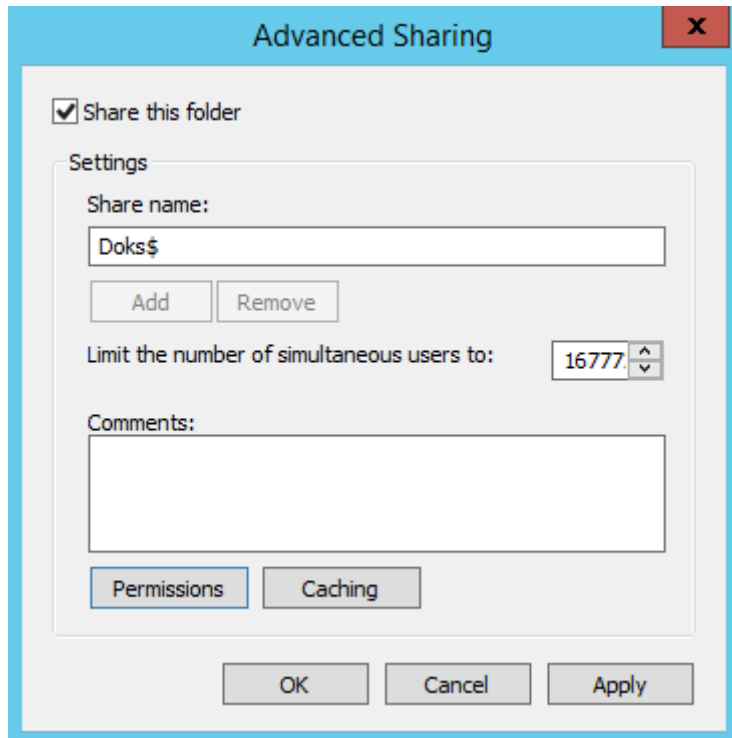 Advanced Sharing
x
Share this folder
Settings
Share name:
Doks$
Add Remove
Limit the number of simultaneous users to: 16777
Comments:
Permissions Caching
OK Cancel Apply